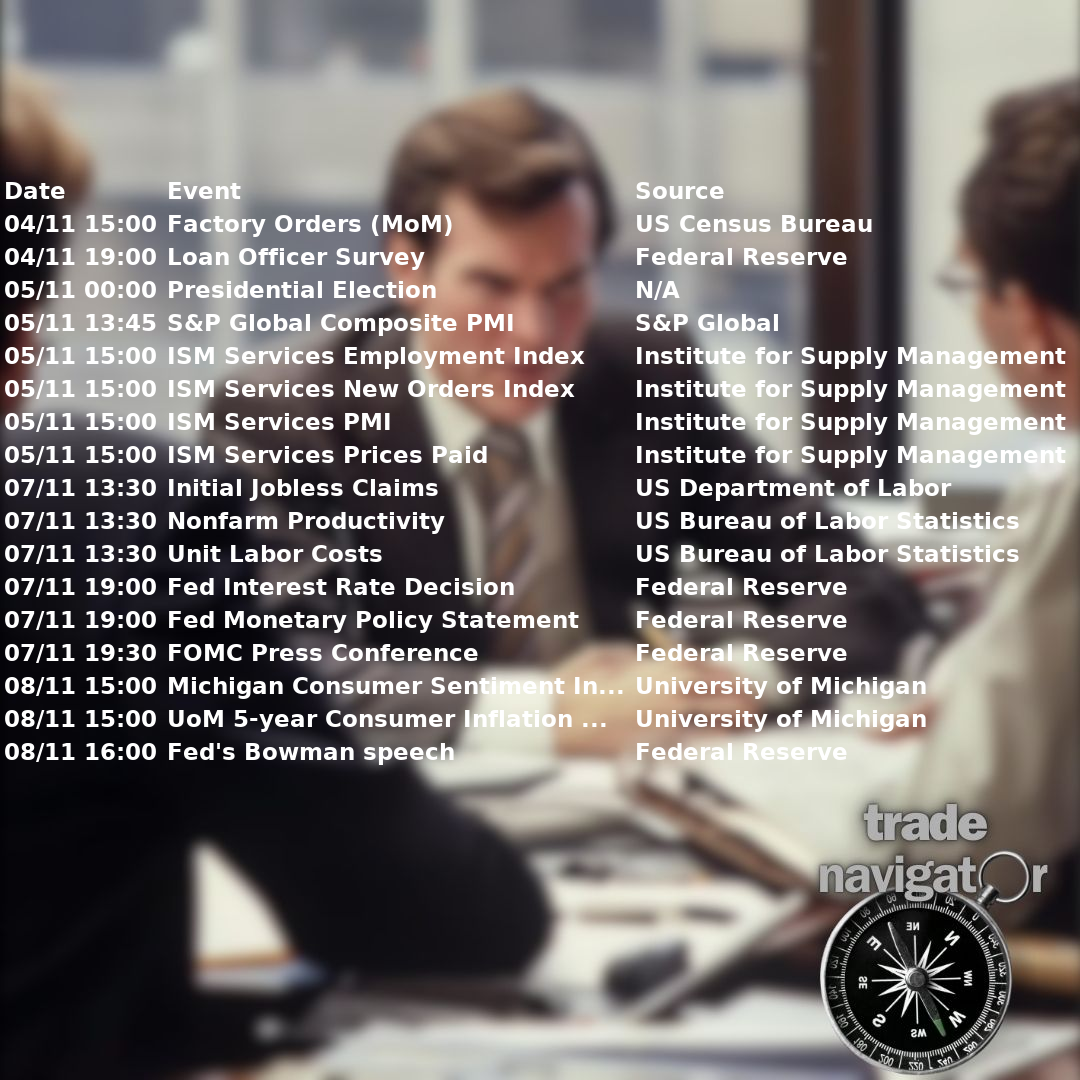 Date Event Source
04/11 15:00 Factory Orders (MoM) US Census Bureau
04/11 19:00 Loan Officer Survey Federal Reserve
05/11 00:00 Presidential Election N/A
05/11 13:45 S&P Global Composite PMI S&P Global
05/11 15:00 ISM Services Employment Index Institute for Supply Management
05/11 15:00 ISM Services New Orders Index Institute for Supply Management
05/11 15:00 ISM Services PMI Institute for Supply Management
05/11 15:00 ISM Services Prices Paid Institute for Supply Management
07/11 13:30 Initial Jobless Claims US Department of Labor
07/11 13:30 Nonfarm Productivity US Bureau of Labor Statistics
07/11 13:30 Unit Labor Costs US Bureau of Labor Statistics
07/11 19:00 Fed Interest Rate Decision Federal Reserve
07/11 19:00 Fed Monetary Policy Statement Federal Reserve
07/11 19:30 FOMC Press Conference Federal Reserve
08/11 15:00 Michigan Consumer Sentiment In... University of Michigan
08/11 15:00 UoM 5-year Consumer Inflation ... University of Michigan
08/11 16:00 Fed's Bowman speech Federal Reserve
trade
navigator
NE
N
E
WN
SE
W
S
SW
200 220 240